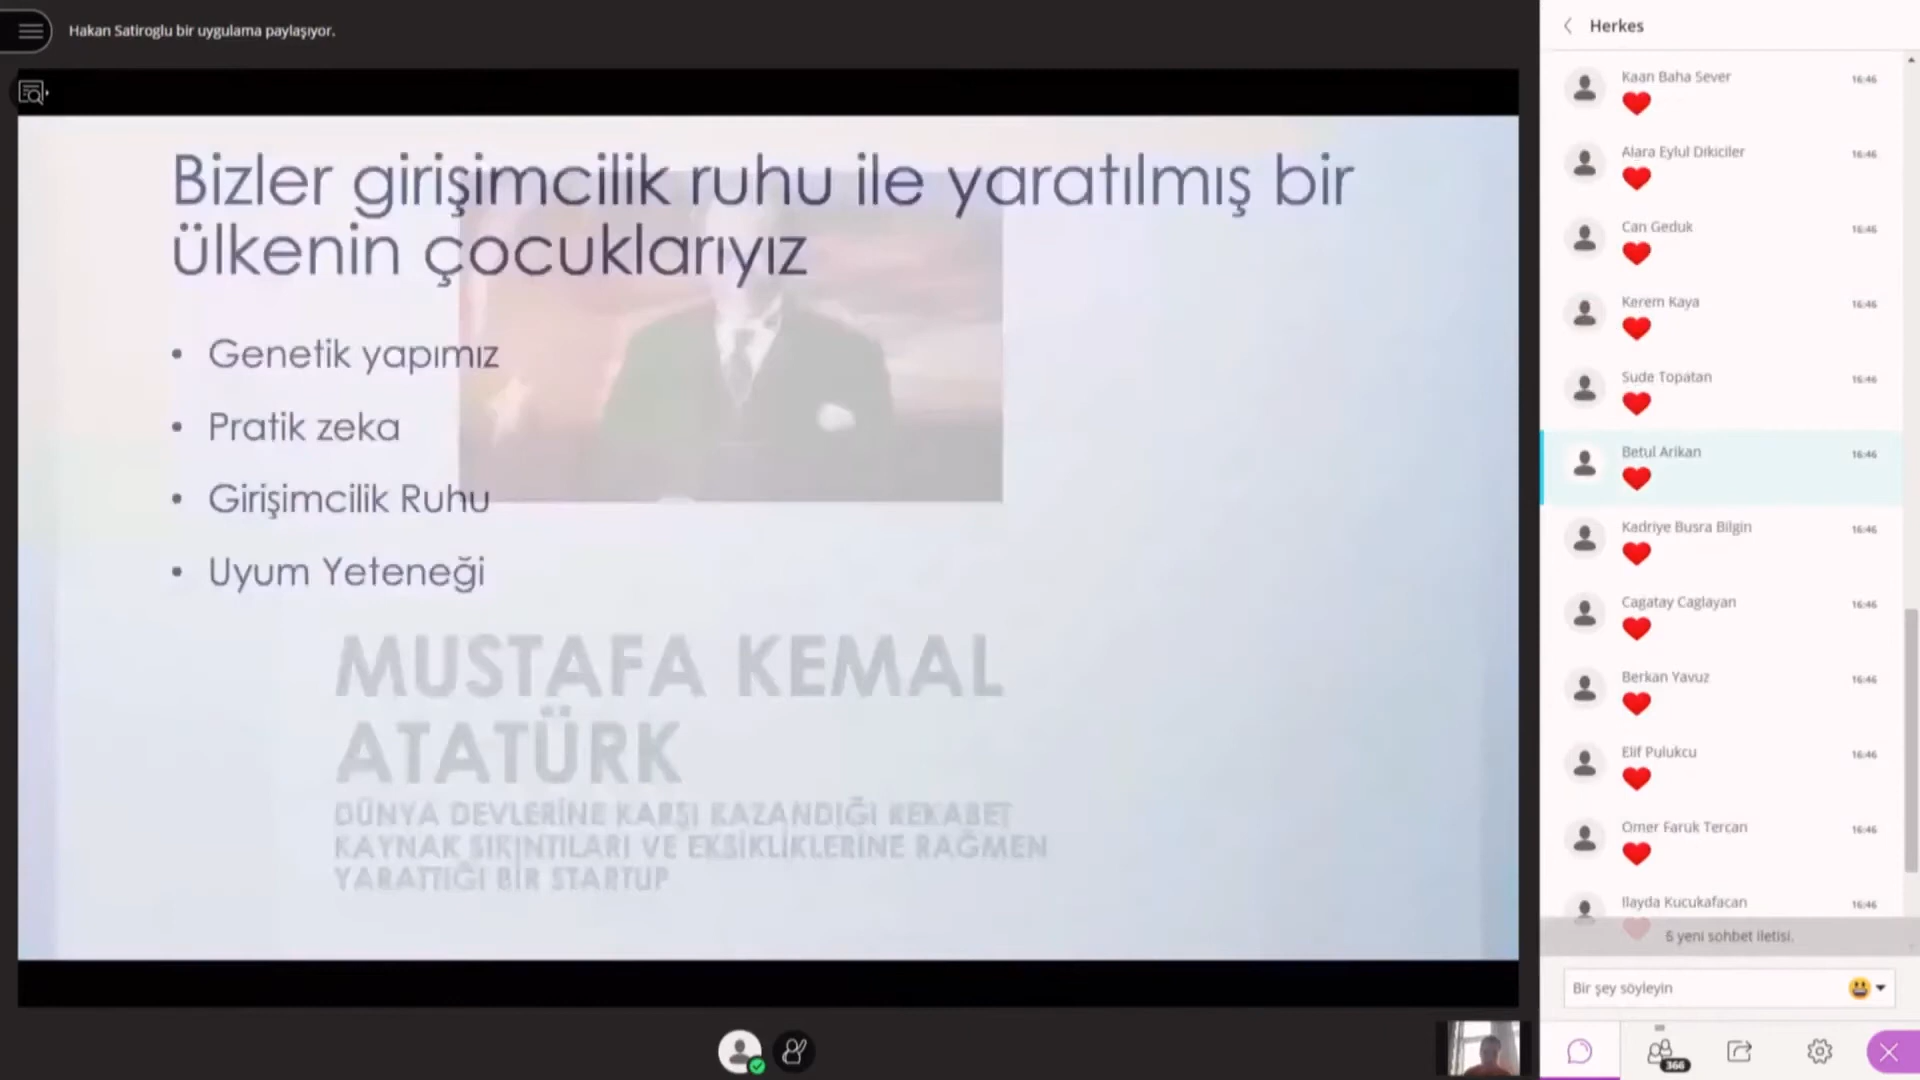 Hakan Satiroglu bir uygulama paylaşıyor.
Bizler girişimcilik ruhu ile yaratılmış bir
ülkenin çocuklarıyız
• Genetik yapımız
• Pratik zeka
• Girişimcilik Ruhu
• Uyum Yeteneği
MUSTAFA KEMAL
ATATÜRK
DÜNYA DEVLERİNE KARŞI KAZANDIĞI REKABET
KAYNAK SIKINTILARI VE EKSİKLİKLERİNE RAĞMEN
YARATTIĞI BİR STARTUP
Herkes
Kaan Baha Sever 16:46
Alara Eylul Dikiciler 16:46
Can Geduk 16:46
Kerem Kaya 16:46
Sude Topatan 16:46
Betul Arikan 16:46
Kadriye Busra Bilgin 16:46
Cagatay Caglayan 16:46
Berkan Yavuz 16:46
Elif Pulukcu 16:46
Omer Faruk Tercan 16:46
Ilayda Kucukafacan 16:46
6 yeni sohbet iletisi.
Bir şey söyleyin
366